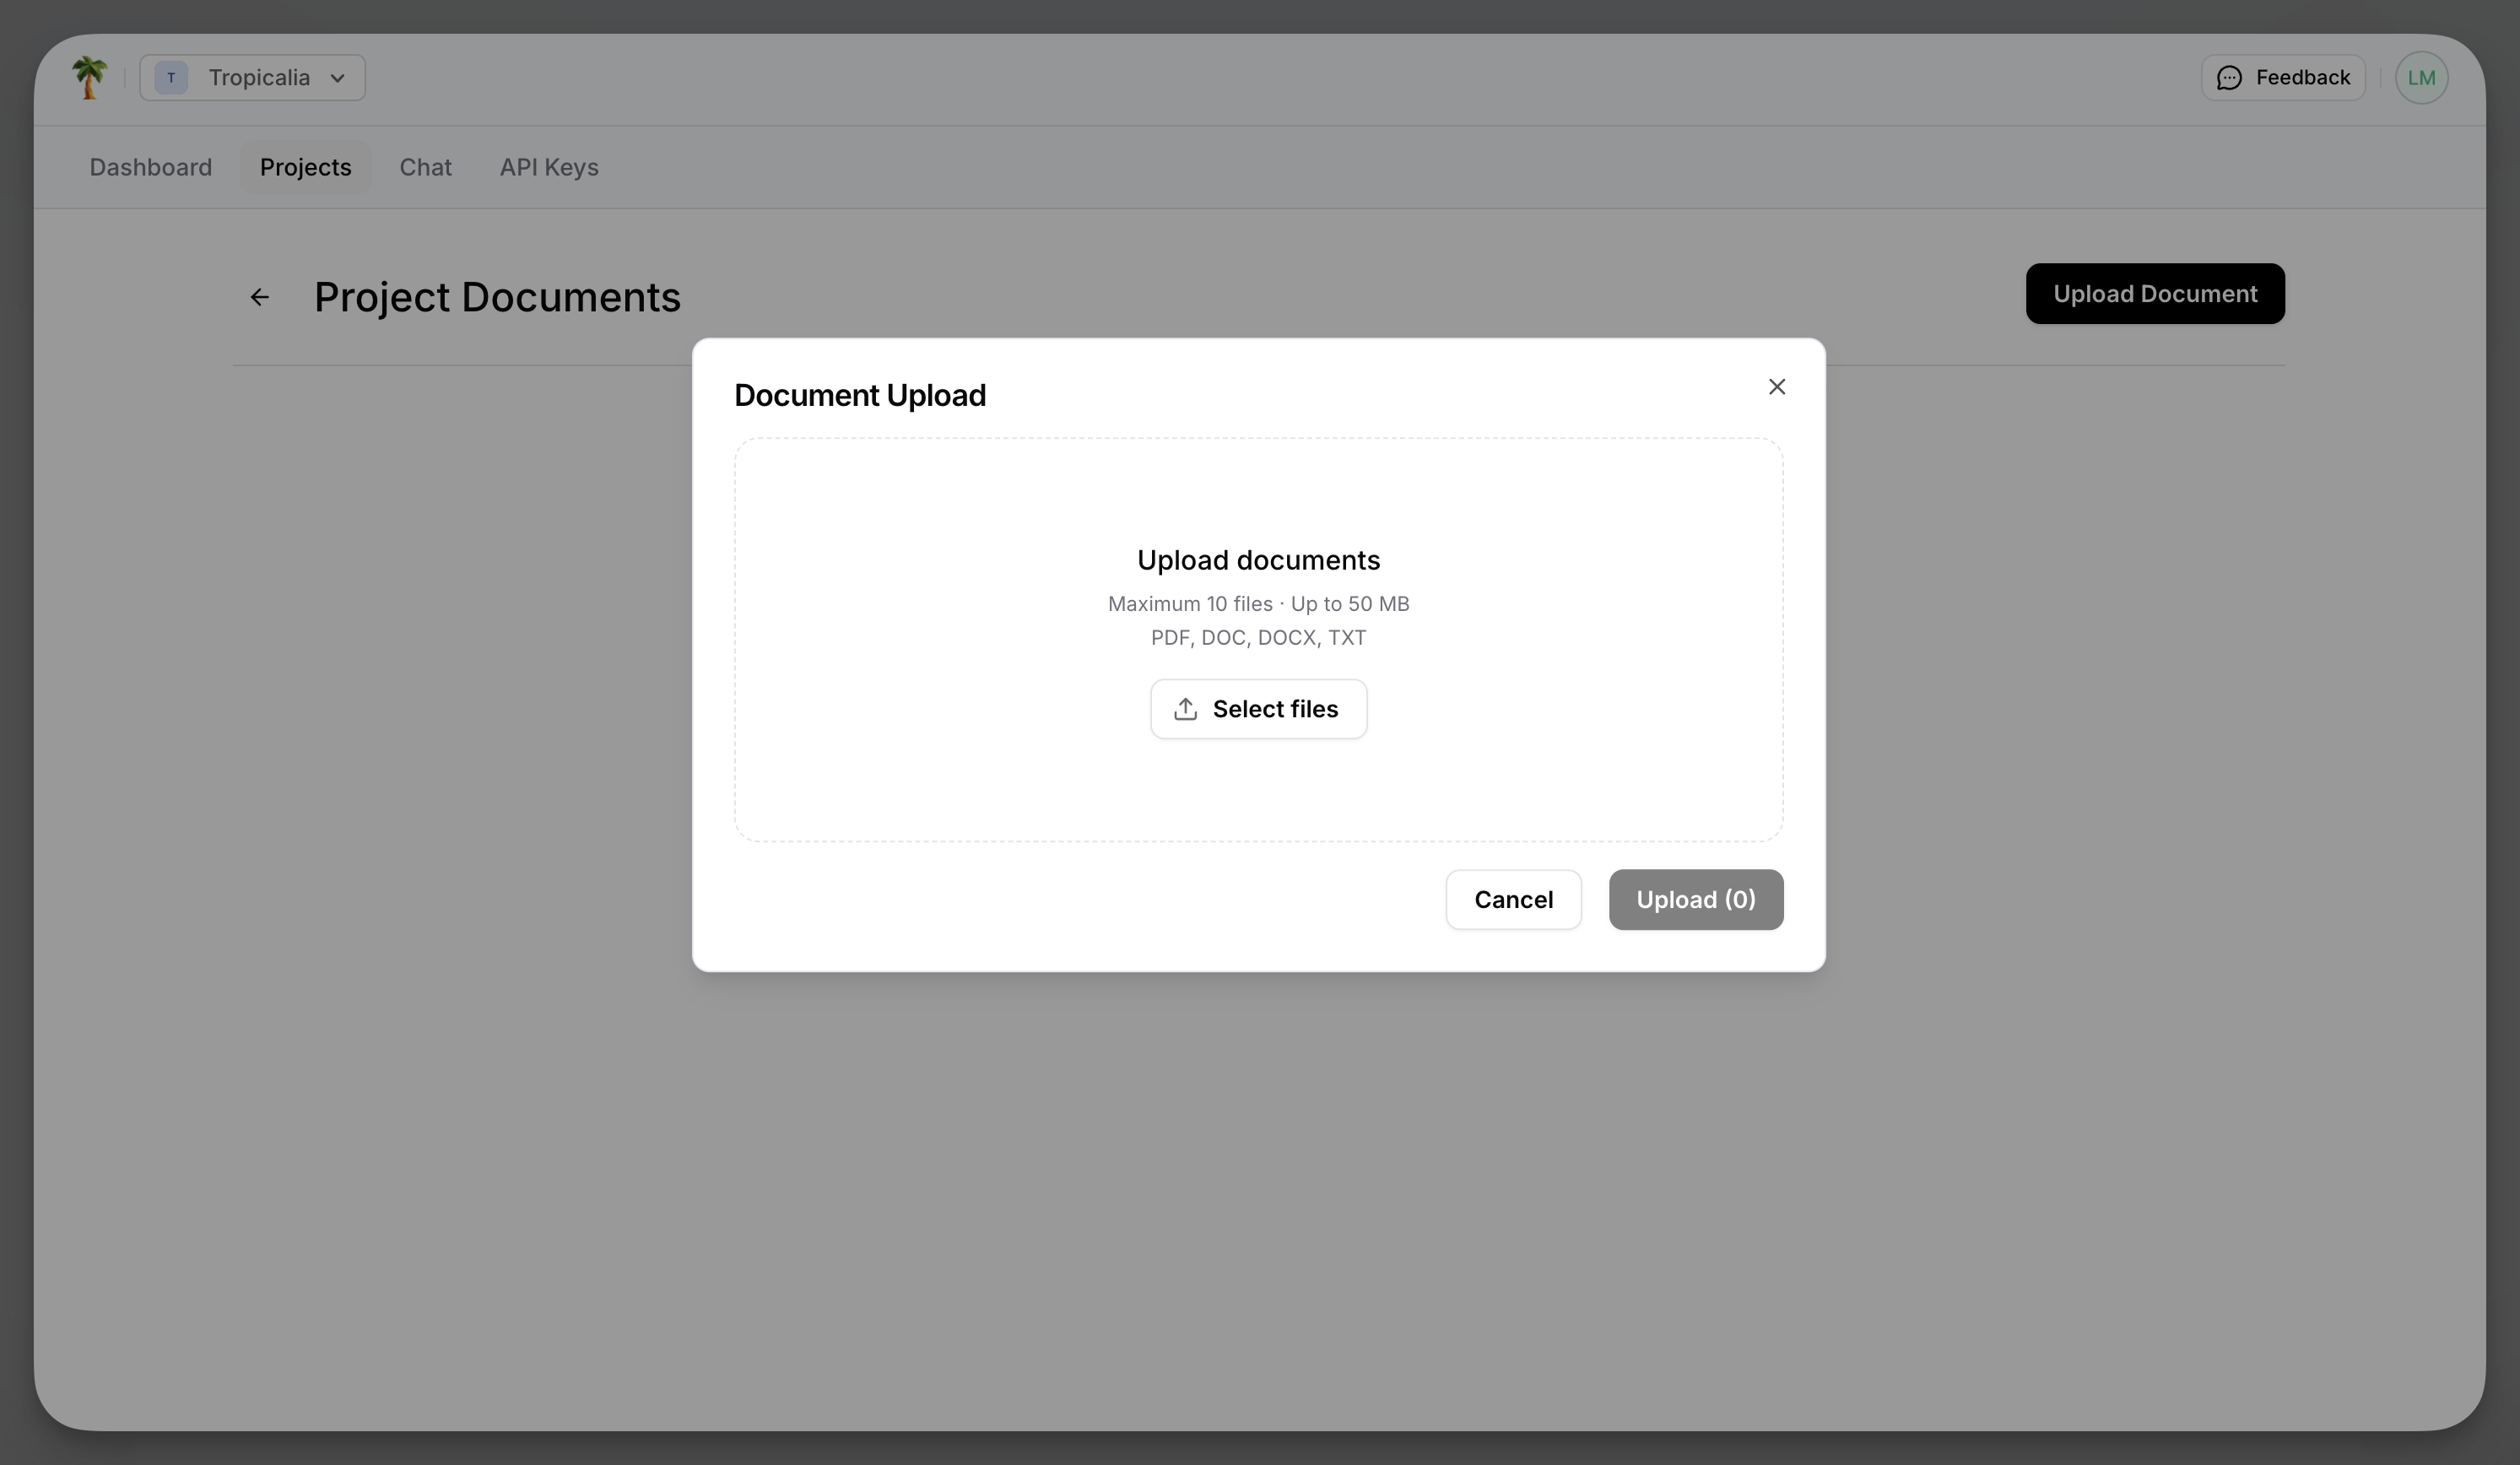 T Tropicalia
Feedback
LM
Dashboard Projects Chat API Keys
Project Documents
Upload Document
Document Upload
Upload documents
Maximum 10 files · Up to 50 MB
PDF, DOC, DOCX, TXT
Select files
Cancel
Upload (0)